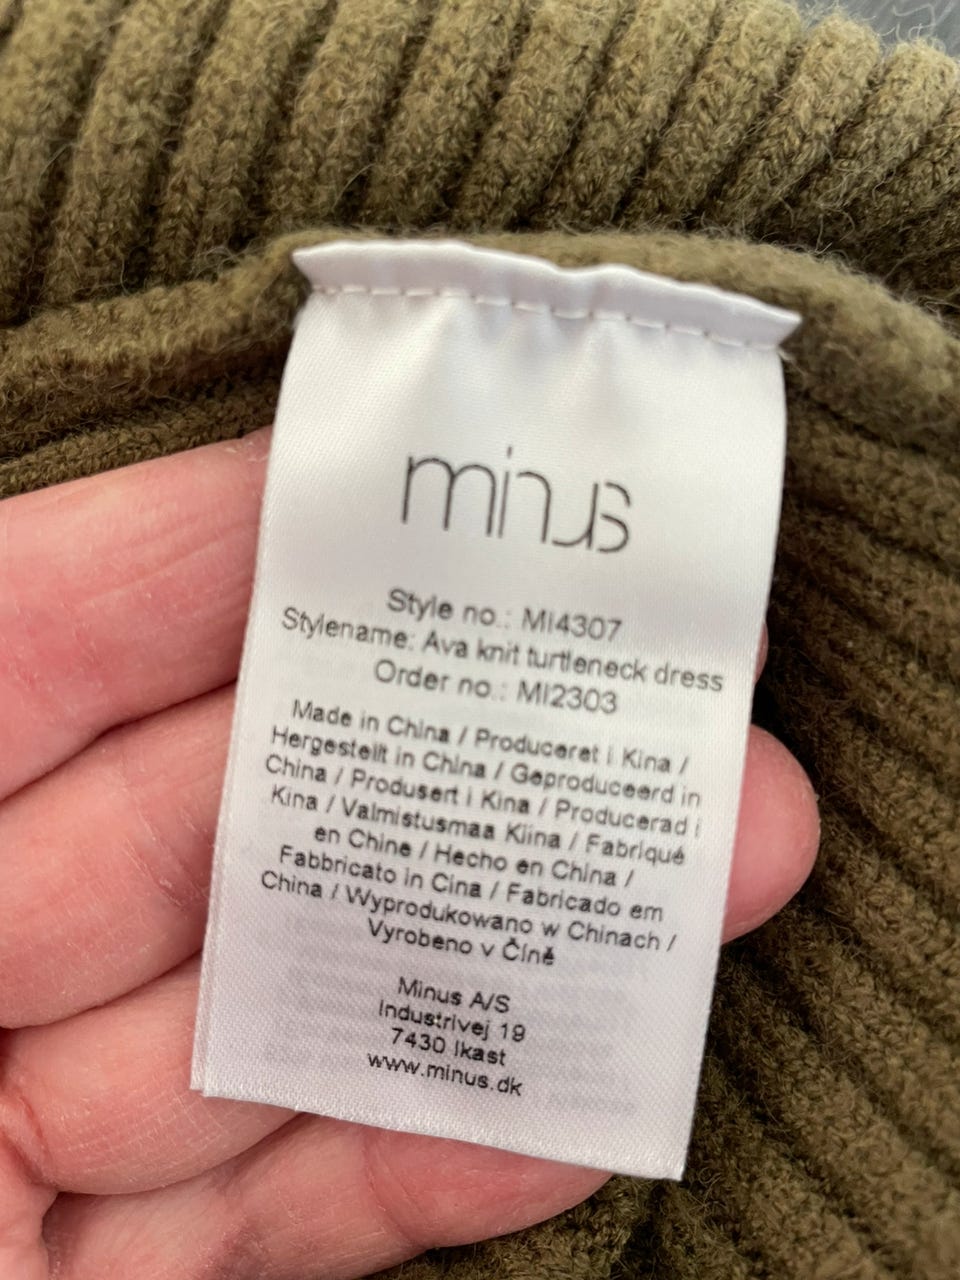 minus
Style no.: MI4307
Stylename: Ava knit turtleneck dress
Order no.: MI2303
Made in China / Produceret i Kina /
Hergestellt in China / Geproduceerd in
China / Produsert i Kina / Producerad i
Kina / Valmistusmaa Kiina / Fabriqué
en Chine / Hecho en China /
Fabbricato in Cina / Fabricado em
China / Wyprodukowano w Chinach /
Vyrobeno v Číně
Minus A/S
Industrivej 19
7430 Ikast
www.minus.dk